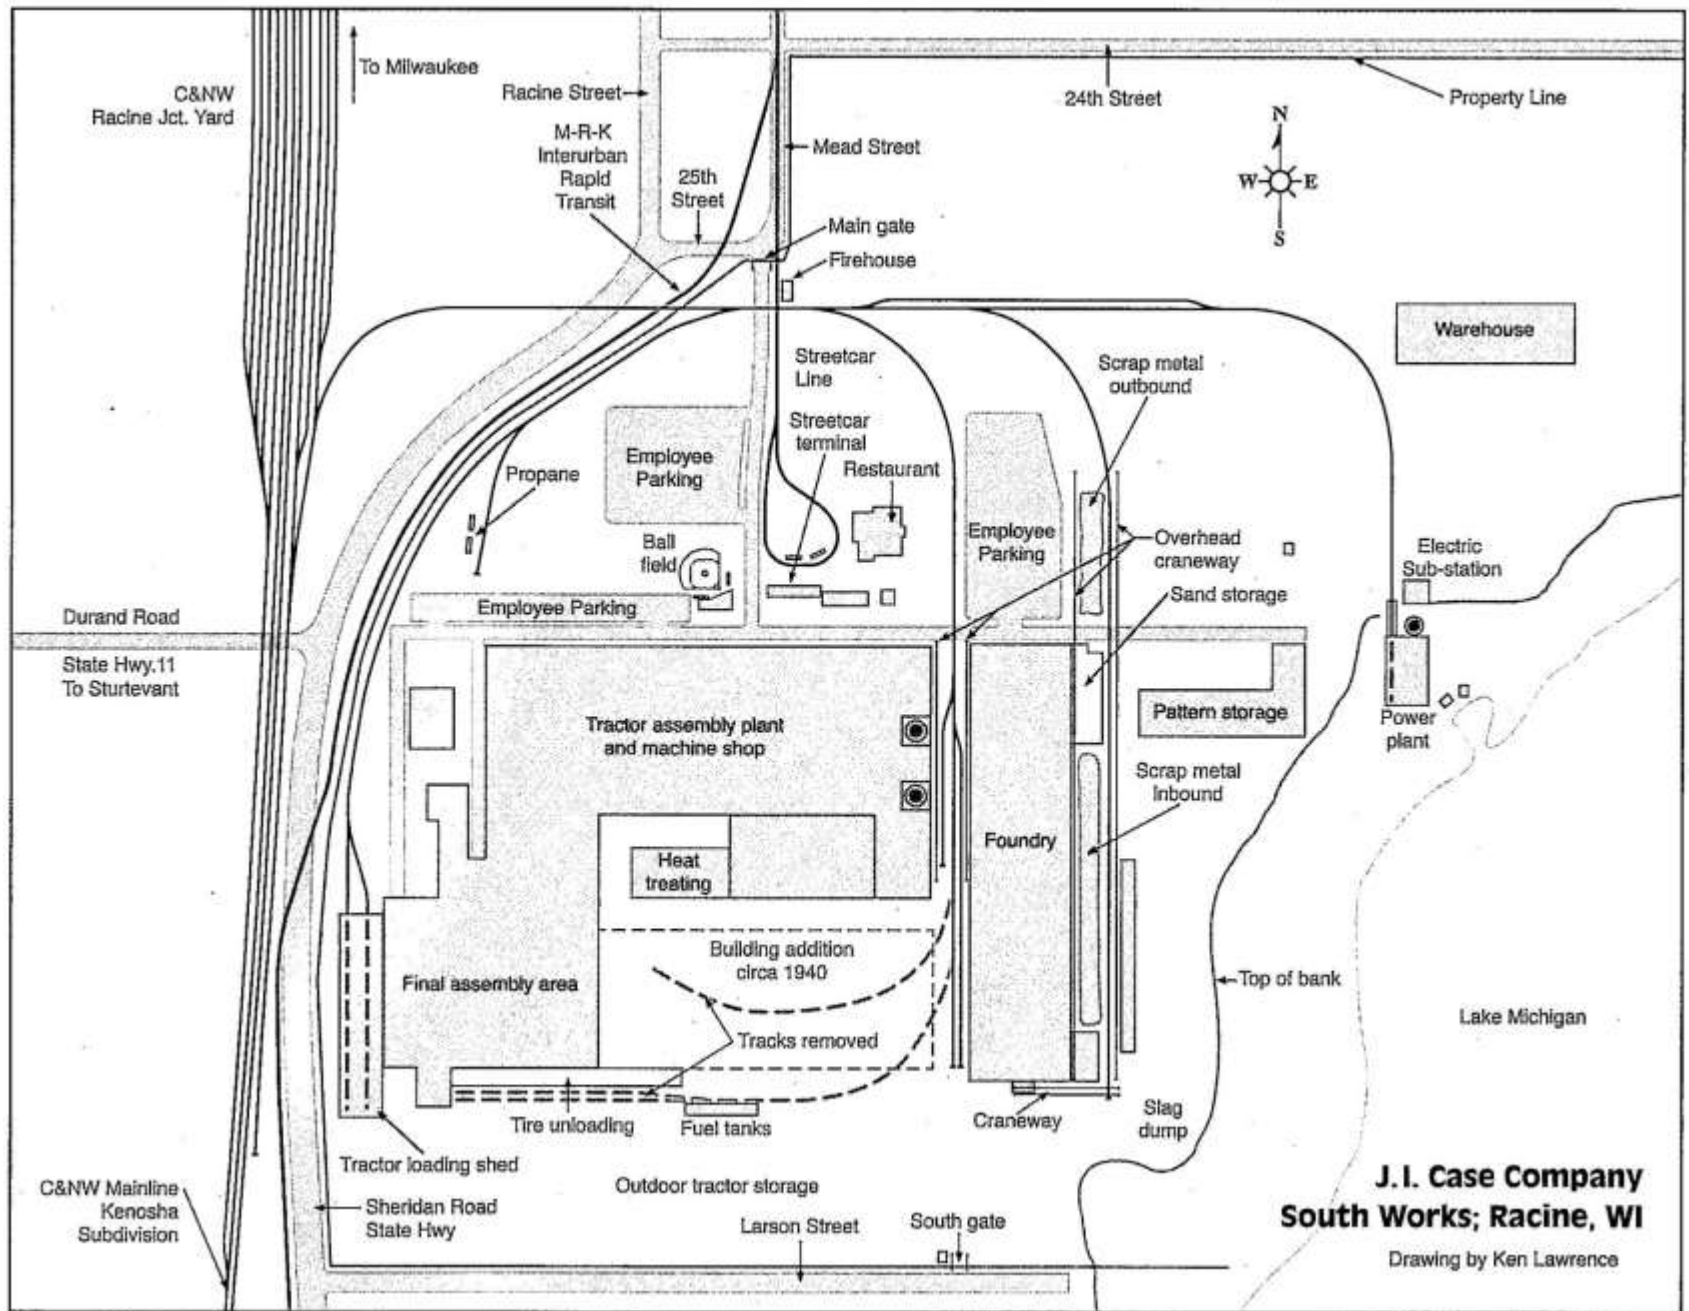 To Milwaukee
C&NW
Racine Jct. Yard
Racine Street
24th Street
Property Line
M-R-K
Interurban
Rapid
Transit
25th
Street
Mead Street
N
W
E
S
Main gate
Firehouse
Warehouse
Streetcar
Line
Scrap metal
outbound
Streetcar
terminal
Employee
Parking
Propane
Restaurant
Employee
Parking
Overhead
craneway
Ball
field
Electric
Sub-station
Sand storage
Employee Parking
Durand Road
State Hwy.11
To Sturtevant
Tractor assembly plant
and machine shop
Pattern storage
Power
plant
Scrap metal
Inbound
Foundry
Heat
treating
Building addition
circa 1940
Final assembly area
Top of bank
Lake Michigan
Tracks removed
Tire unloading
Fuel tanks
Craneway
Slag
dump
Tractor loading shed
Outdoor tractor storage
C&NW Mainline
Kenosha
Subdivision
Sheridan Road
State Hwy
Larson Street
South gate
J.I. Case Company
South Works; Racine, WI
Drawing by Ken Lawrence